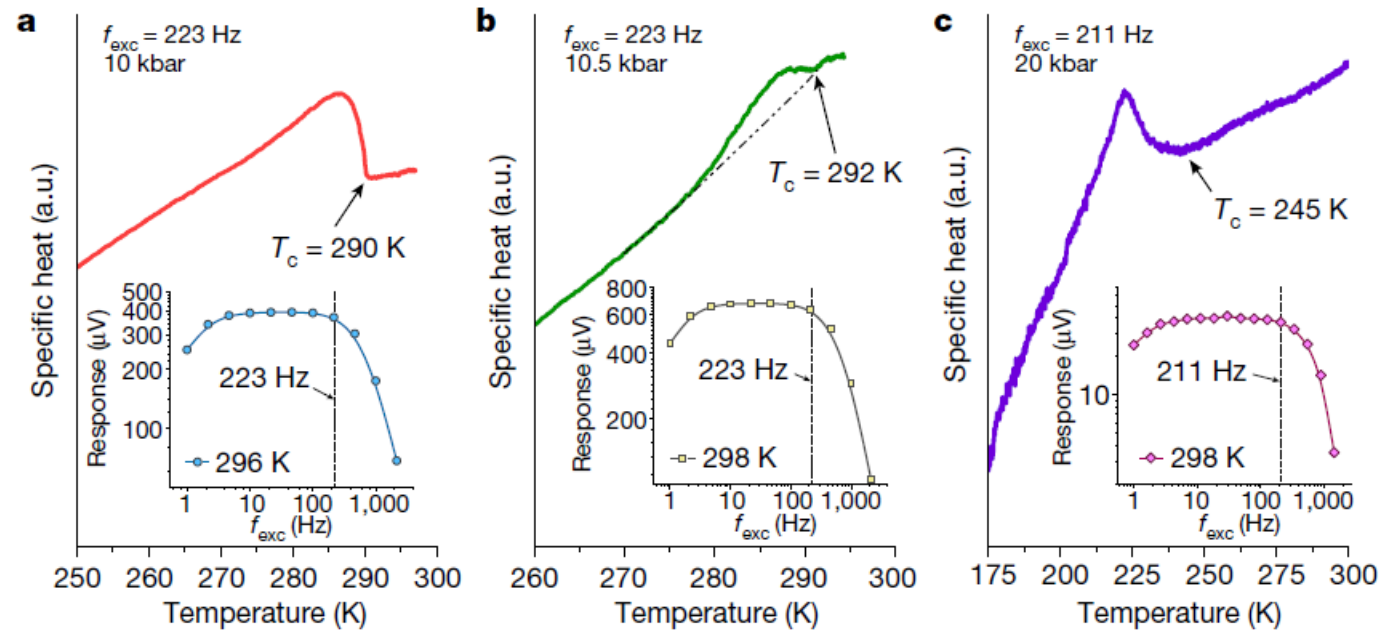 a
f_exc = 223 Hz
10 kbar
Specific heat (a.u.)
T_c = 290 K
500
400
300
200
100
Response (μV)
223 Hz
296 K
1 10 100 1,000
f_exc (Hz)
250 260 270 280 290 300
Temperature (K)
b
f_exc = 223 Hz
10.5 kbar
Specific heat (a.u.)
T_c = 292 K
800
600
400
200
Response (μV)
223 Hz
298 K
1 10 100 1,000
f_exc (Hz)
260 270 280 290 300
Temperature (K)
c
f_exc = 211 Hz
20 kbar
Specific heat (a.u.)
T_c = 245 K
10
Response (μV)
211 Hz
298 K
1 10 100 1,000
f_exc (Hz)
175 200 225 250 275 300
Temperature (K)